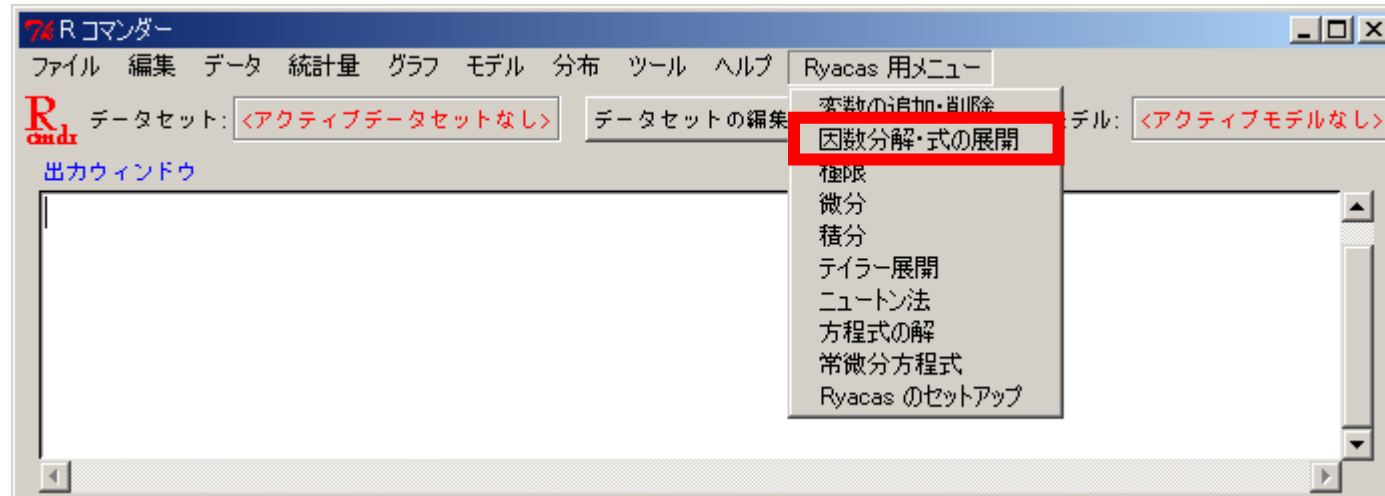 R コマンダー
ファイル 編集 データ 統計量 グラフ モデル 分布 ツール ヘルプ Ryacas 用メニュー
R cmdr データセット: <アクティブデータセットなし> データセットの編集 モデル: <アクティブモデルなし>
変数の追加・削除
因数分解・式の展開
出力ウィンドウ
極限
微分
積分
テイラー展開
ニュートン法
方程式の解
常微分方程式
Ryacas のセットアップ